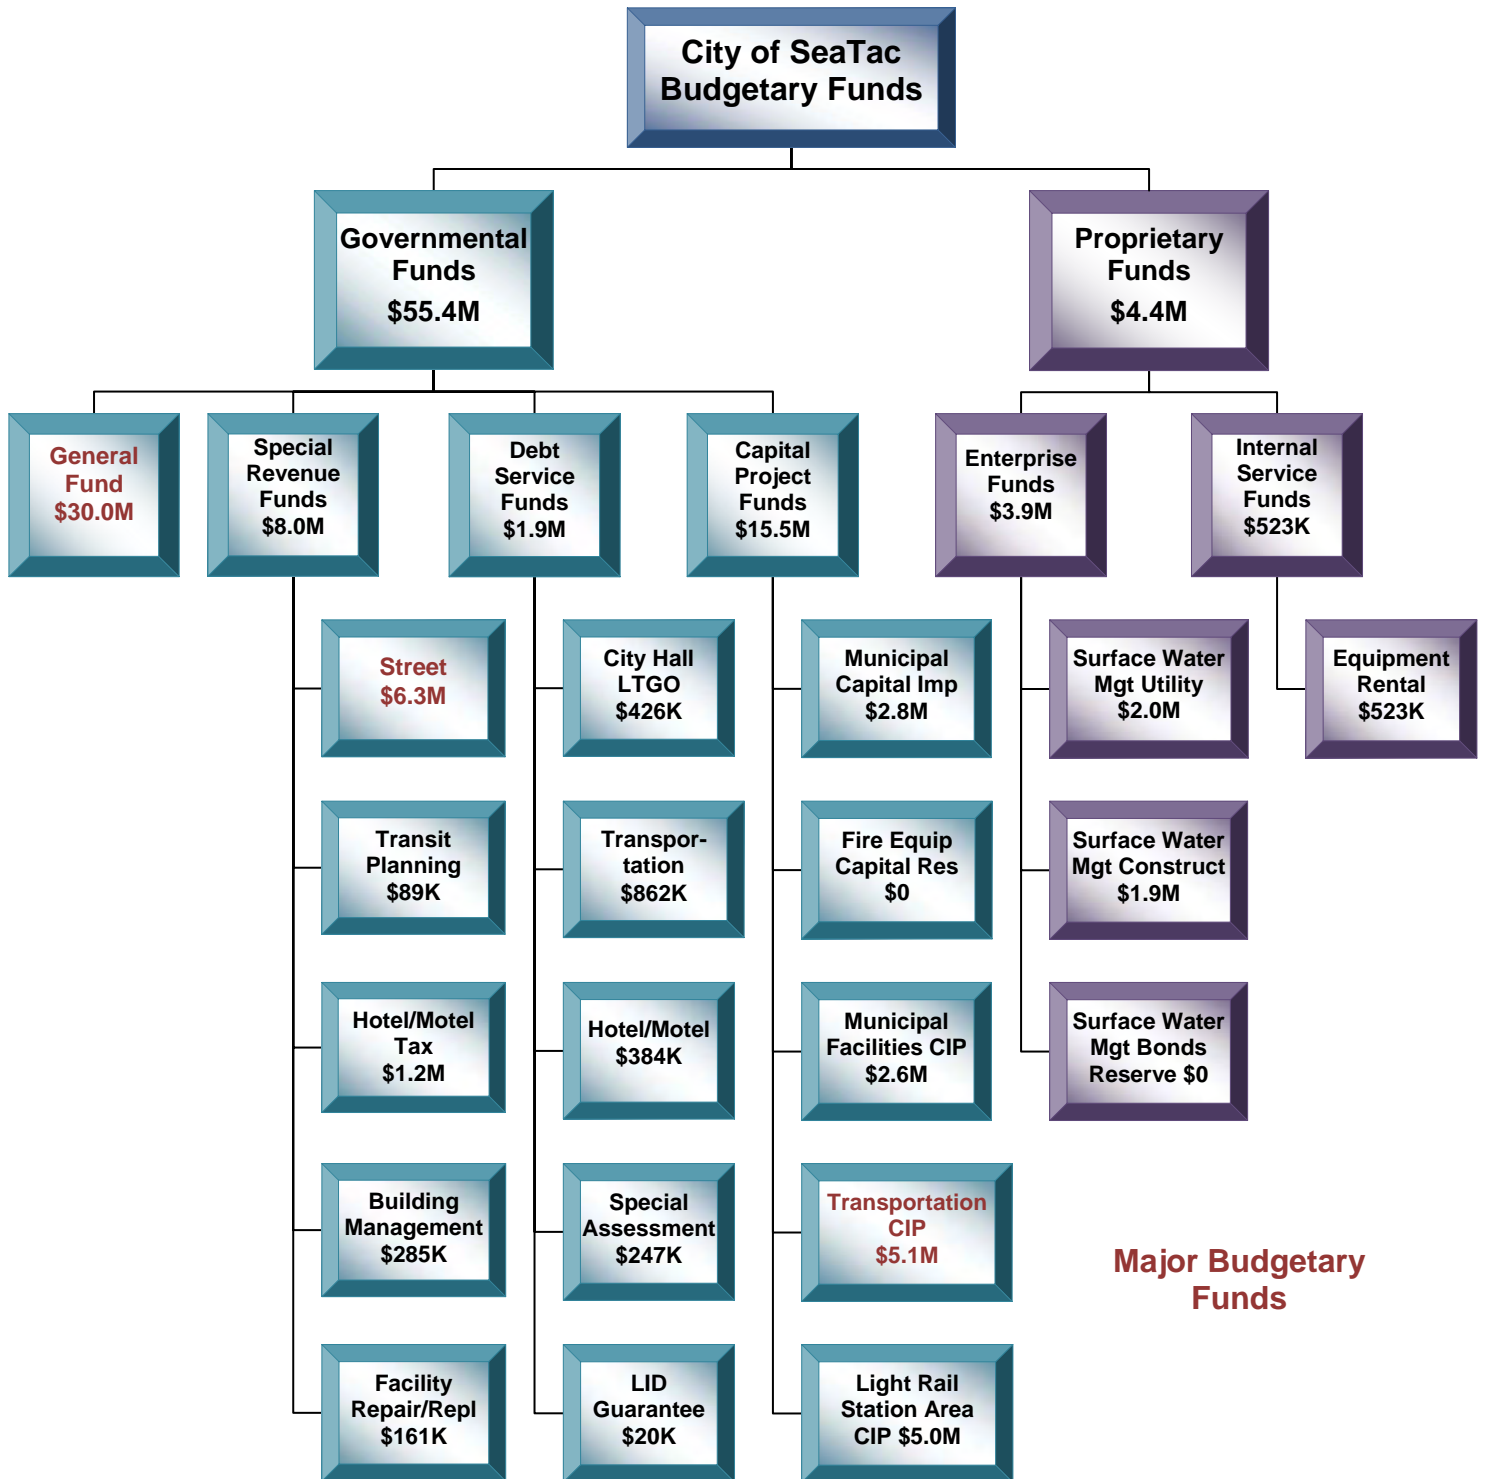 City of SeaTac
Budgetary Funds
Governmental
Funds
$55.4M
Proprietary
Funds
$4.4M
General
Fund
$30.0M
Special
Revenue
Funds
$8.0M
Debt
Service
Funds
$1.9M
Capital
Project
Funds
$15.5M
Enterprise
Funds
$3.9M
Internal
Service
Funds
$523K
Street
$6.3M
City Hall
LTGO
$426K
Municipal
Capital Imp
$2.8M
Surface Water
Mgt Utility
$2.0M
Equipment
Rental
$523K
Transit
Planning
$89K
Transpor-
tation
$862K
Fire Equip
Capital Res
$0
Surface Water
Mgt Construct
$1.9M
Hotel/Motel
Tax
$1.2M
Hotel/Motel
$384K
Municipal
Facilities CIP
$2.6M
Surface Water
Mgt Bonds
Reserve $0
Building
Management
$285K
Special
Assessment
$247K
Transportation
CIP
$5.1M
Major Budgetary
Funds
Facility
Repair/Repl
$161K
LID
Guarantee
$20K
Light Rail
Station Area
CIP $5.0M